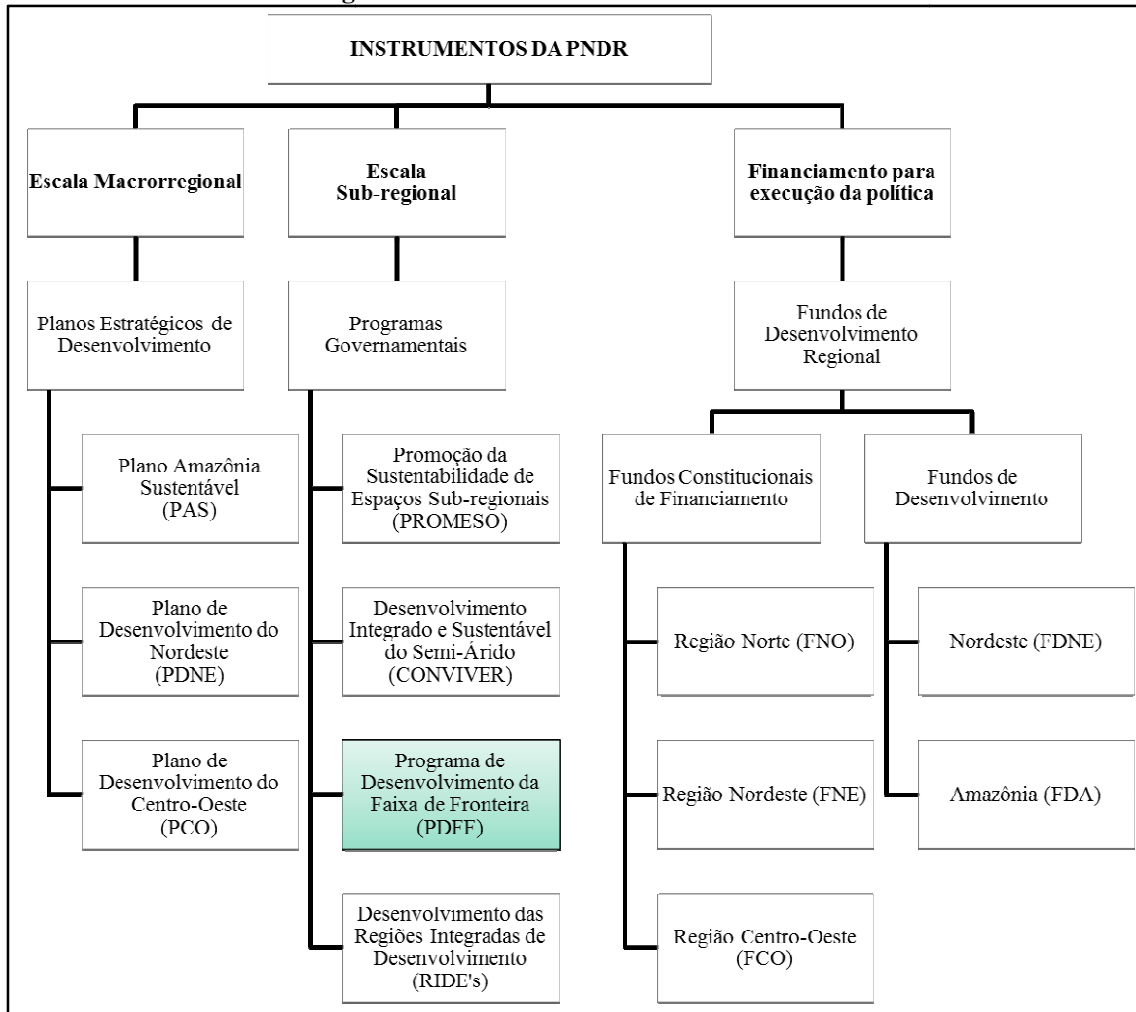 INSTRUMENTOS DA PNDR
Escala Macrorregional
Escala
Sub-regional
Financiamento para
execução da política
Planos Estratégicos de
Desenvolvimento
Programas
Governamentais
Fundos de
Desenvolvimento
Regional
Plano Amazônia
Sustentável
(PAS)
Promoção da
Sustentabilidade de
Espaços Sub-regionais
(PROMESO)
Fundos Constitucionais
de Financiamento
Fundos de
Desenvolvimento
Plano de
Desenvolvimento do
Nordeste
(PDNE)
Desenvolvimento
Integrado e Sustentável
do Semi-Árido
(CONVIVER)
Região Norte (FNO)
Nordeste (FDNE)
Plano de
Desenvolvimento do
Centro-Oeste
(PCO)
Programa de
Desenvolvimento da
Faixa de Fronteira
(PDFF)
Região Nordeste (FNE)
Amazônia (FDA)
Desenvolvimento das
Regiões Integradas de
Desenvolvimento
(RIDE's)
Região Centro-Oeste
(FCO)